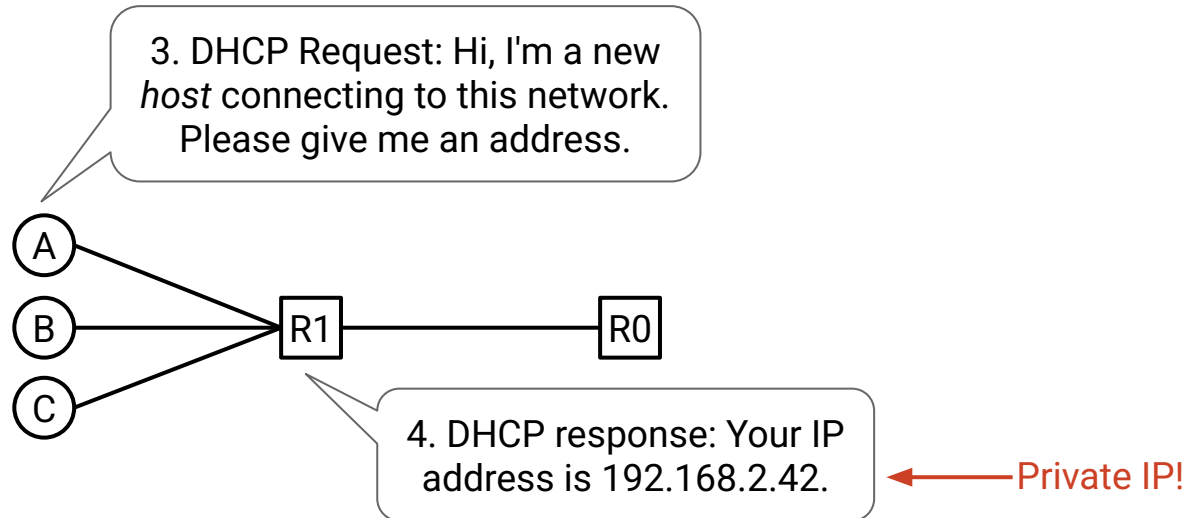 3. DHCP Request: Hi, I'm a new
host connecting to this network.
Please give me an address.
A
B
C
R1
R0
4. DHCP response: Your IP
address is 192.168.2.42.
Private IP!